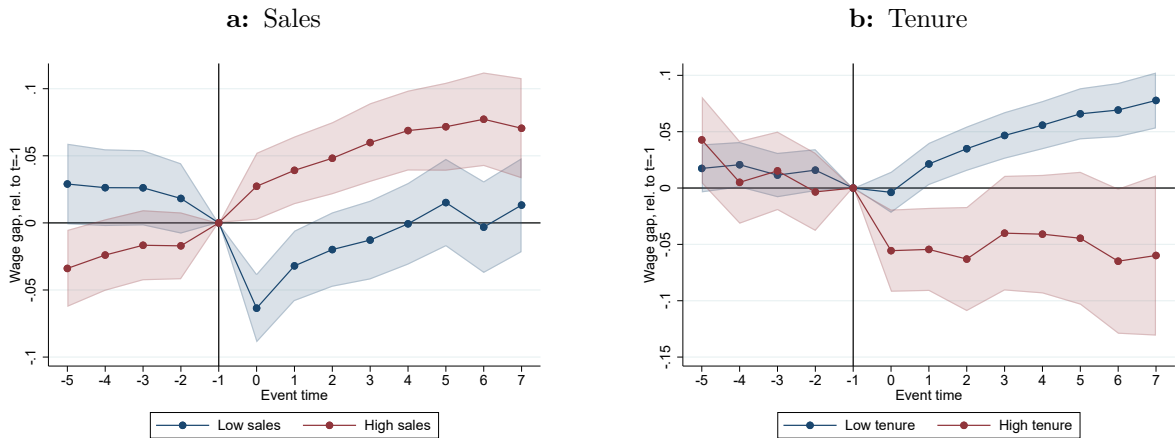 a: Sales
Wage gap, rel. to t=-1
.1
.05
0
-.05
-.1
-5 -4 -3 -2 -1 0 1 2 3 4 5 6 7
Event time
Low sales High sales
b: Tenure
Wage gap, rel. to t=-1
.1
.05
0
-.05
-.1
-.15
-5 -4 -3 -2 -1 0 1 2 3 4 5 6 7
Event time
Low tenure High tenure